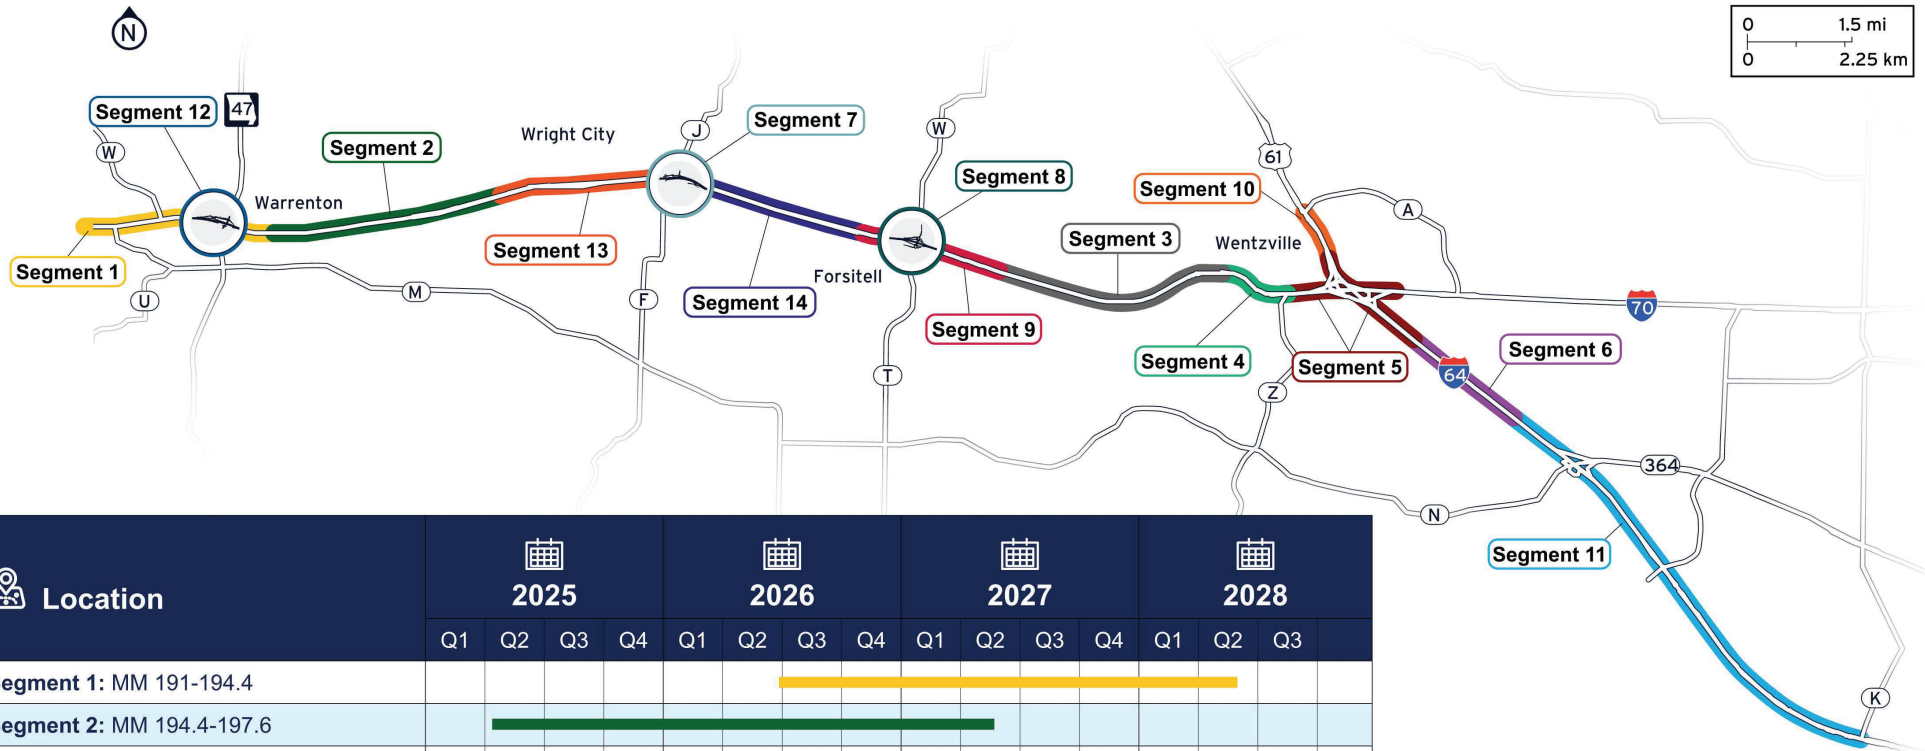 N
0 1.5 mi
0 2.25 km
Segment 12
47
W
Segment 2
Wright City
J
Segment 7
W
61
Segment 8
Segment 10
A
Warrenton
Segment 13
Segment 3
Wentzville
Segment 1
U
M
F
Segment 14
Forsitell
Segment 9
70
T
Segment 4
Segment 5
64
Segment 6
Z
364
N
Segment 11
K
Location
2025 2026 2027 2028
Q1 Q2 Q3 Q4 Q1 Q2 Q3 Q4 Q1 Q2 Q3 Q4 Q1 Q2 Q3
egment 1: MM 191-194.4
egment 2: MM 194.4-197.6